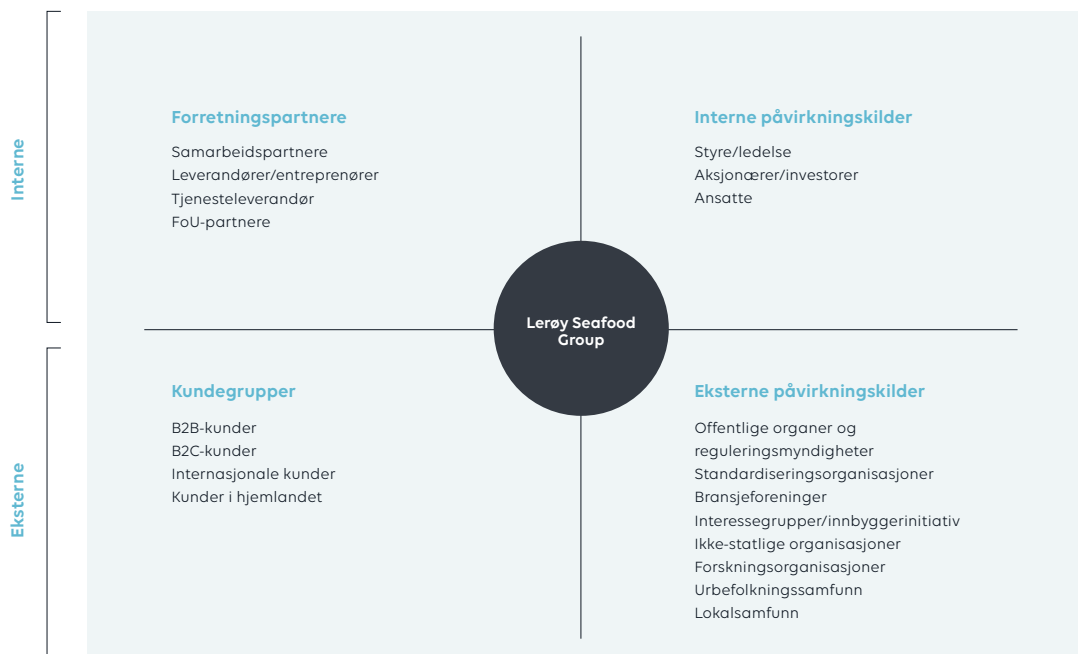 Interne
Forretningspartnere
Samarbeidspartnere
Leverandører/entreprenører
Tjenesteleverandør
FoU-partnere
Interne påvirkningskilder
Styre/ledelse
Aksjonærer/investorer
Ansatte
Lerøy Seafood
Group
Eksterne
Kundegrupper
B2B-kunder
B2C-kunder
Internasjonale kunder
Kunder i hjemlandet
Eksterne påvirkningskilder
Offentlige organer og
reguleringsmyndigheter
Standardiseringsorganisasjoner
Bransjeforeninger
Interessegrupper/innbyggerinitiativ
Ikke-statlige organisasjoner
Forskningsorganisasjoner
Urbefolkningssamfunn
Lokalsamfunn